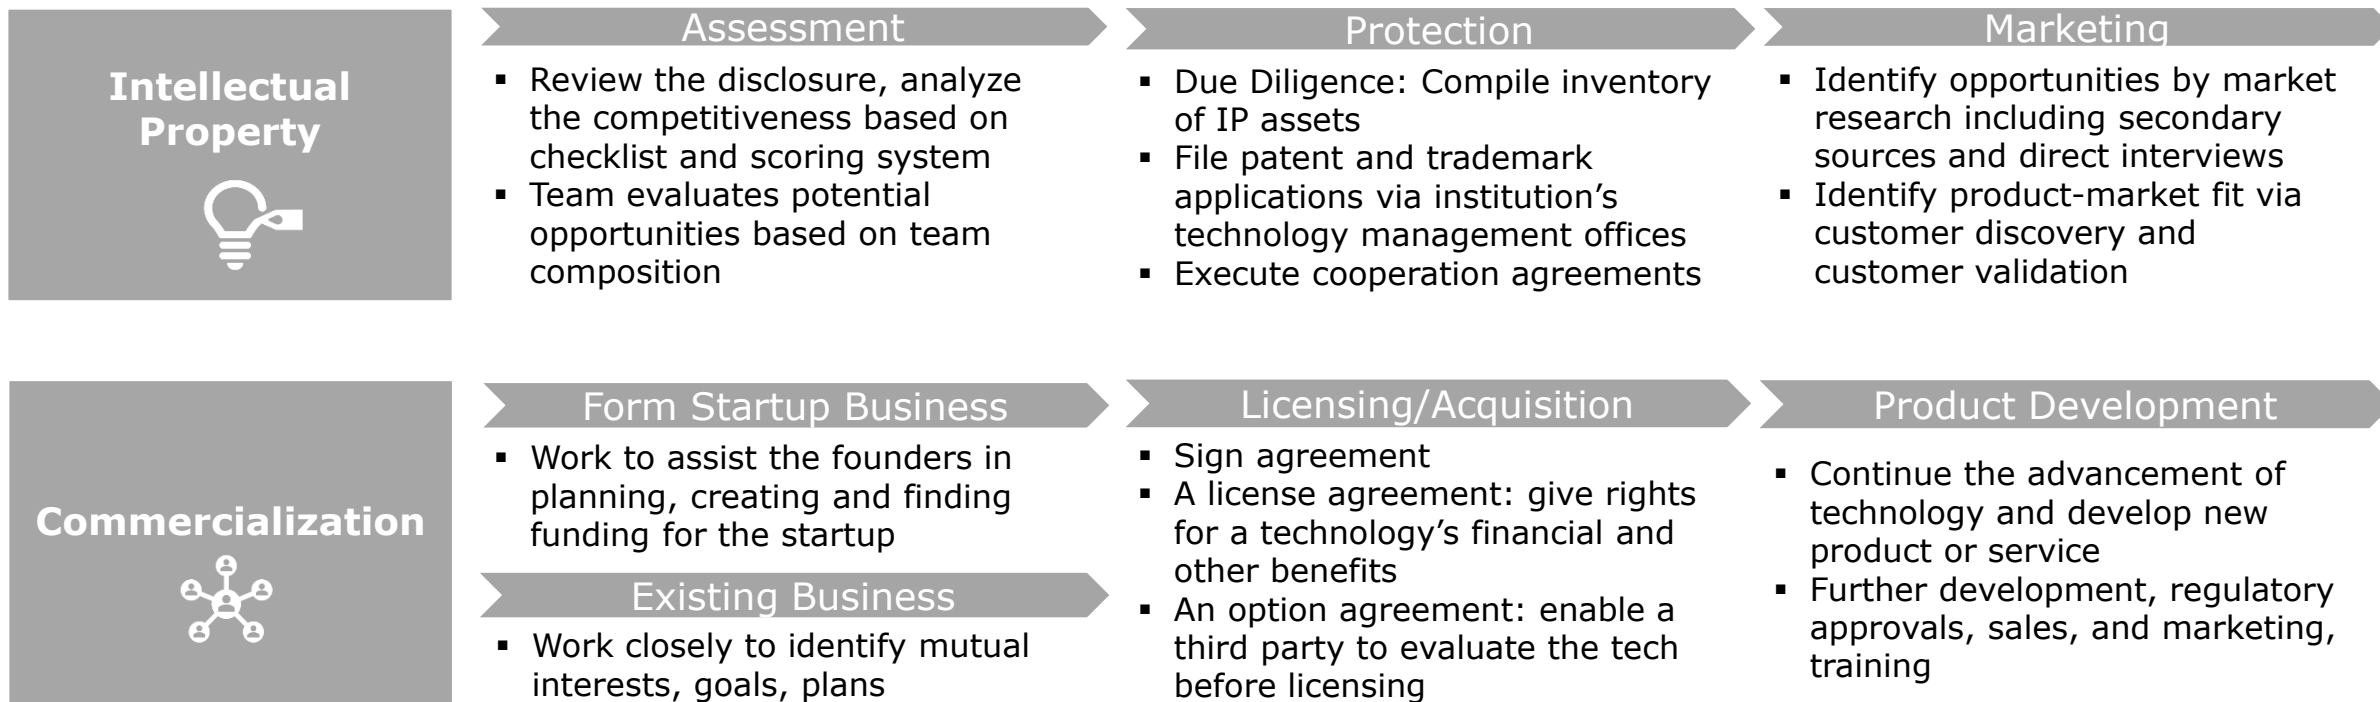 Intellectual
Property
Assessment
▪ Review the disclosure, analyze
the competitiveness based on
checklist and scoring system
▪ Team evaluates potential
opportunities based on team
composition
Protection
▪ Due Diligence: Compile inventory
of IP assets
▪ File patent and trademark
applications via institution’s
technology management offices
▪ Execute cooperation agreements
Marketing
▪ Identify opportunities by market
research including secondary
sources and direct interviews
▪ Identify product-market fit via
customer discovery and
customer validation
Commercialization
Form Startup Business
▪ Work to assist the founders in
planning, creating and finding
funding for the startup
Existing Business
▪ Work closely to identify mutual
interests, goals, plans
Licensing/Acquisition
▪ Sign agreement
▪ A license agreement: give rights
for a technology’s financial and
other benefits
▪ An option agreement: enable a
third party to evaluate the tech
before licensing
Product Development
▪ Continue the advancement of
technology and develop new
product or service
▪ Further development, regulatory
approvals, sales, and marketing,
training